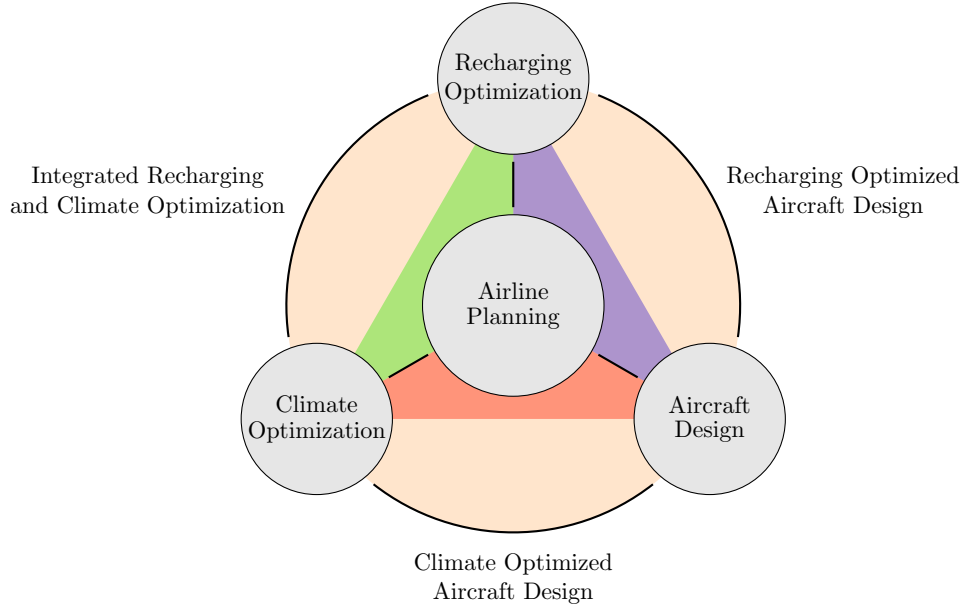 Recharging
Optimization
Integrated Recharging
and Climate Optimization
Recharging Optimized
Aircraft Design
Airline
Planning
Climate
Optimization
Aircraft
Design
Climate Optimized
Aircraft Design